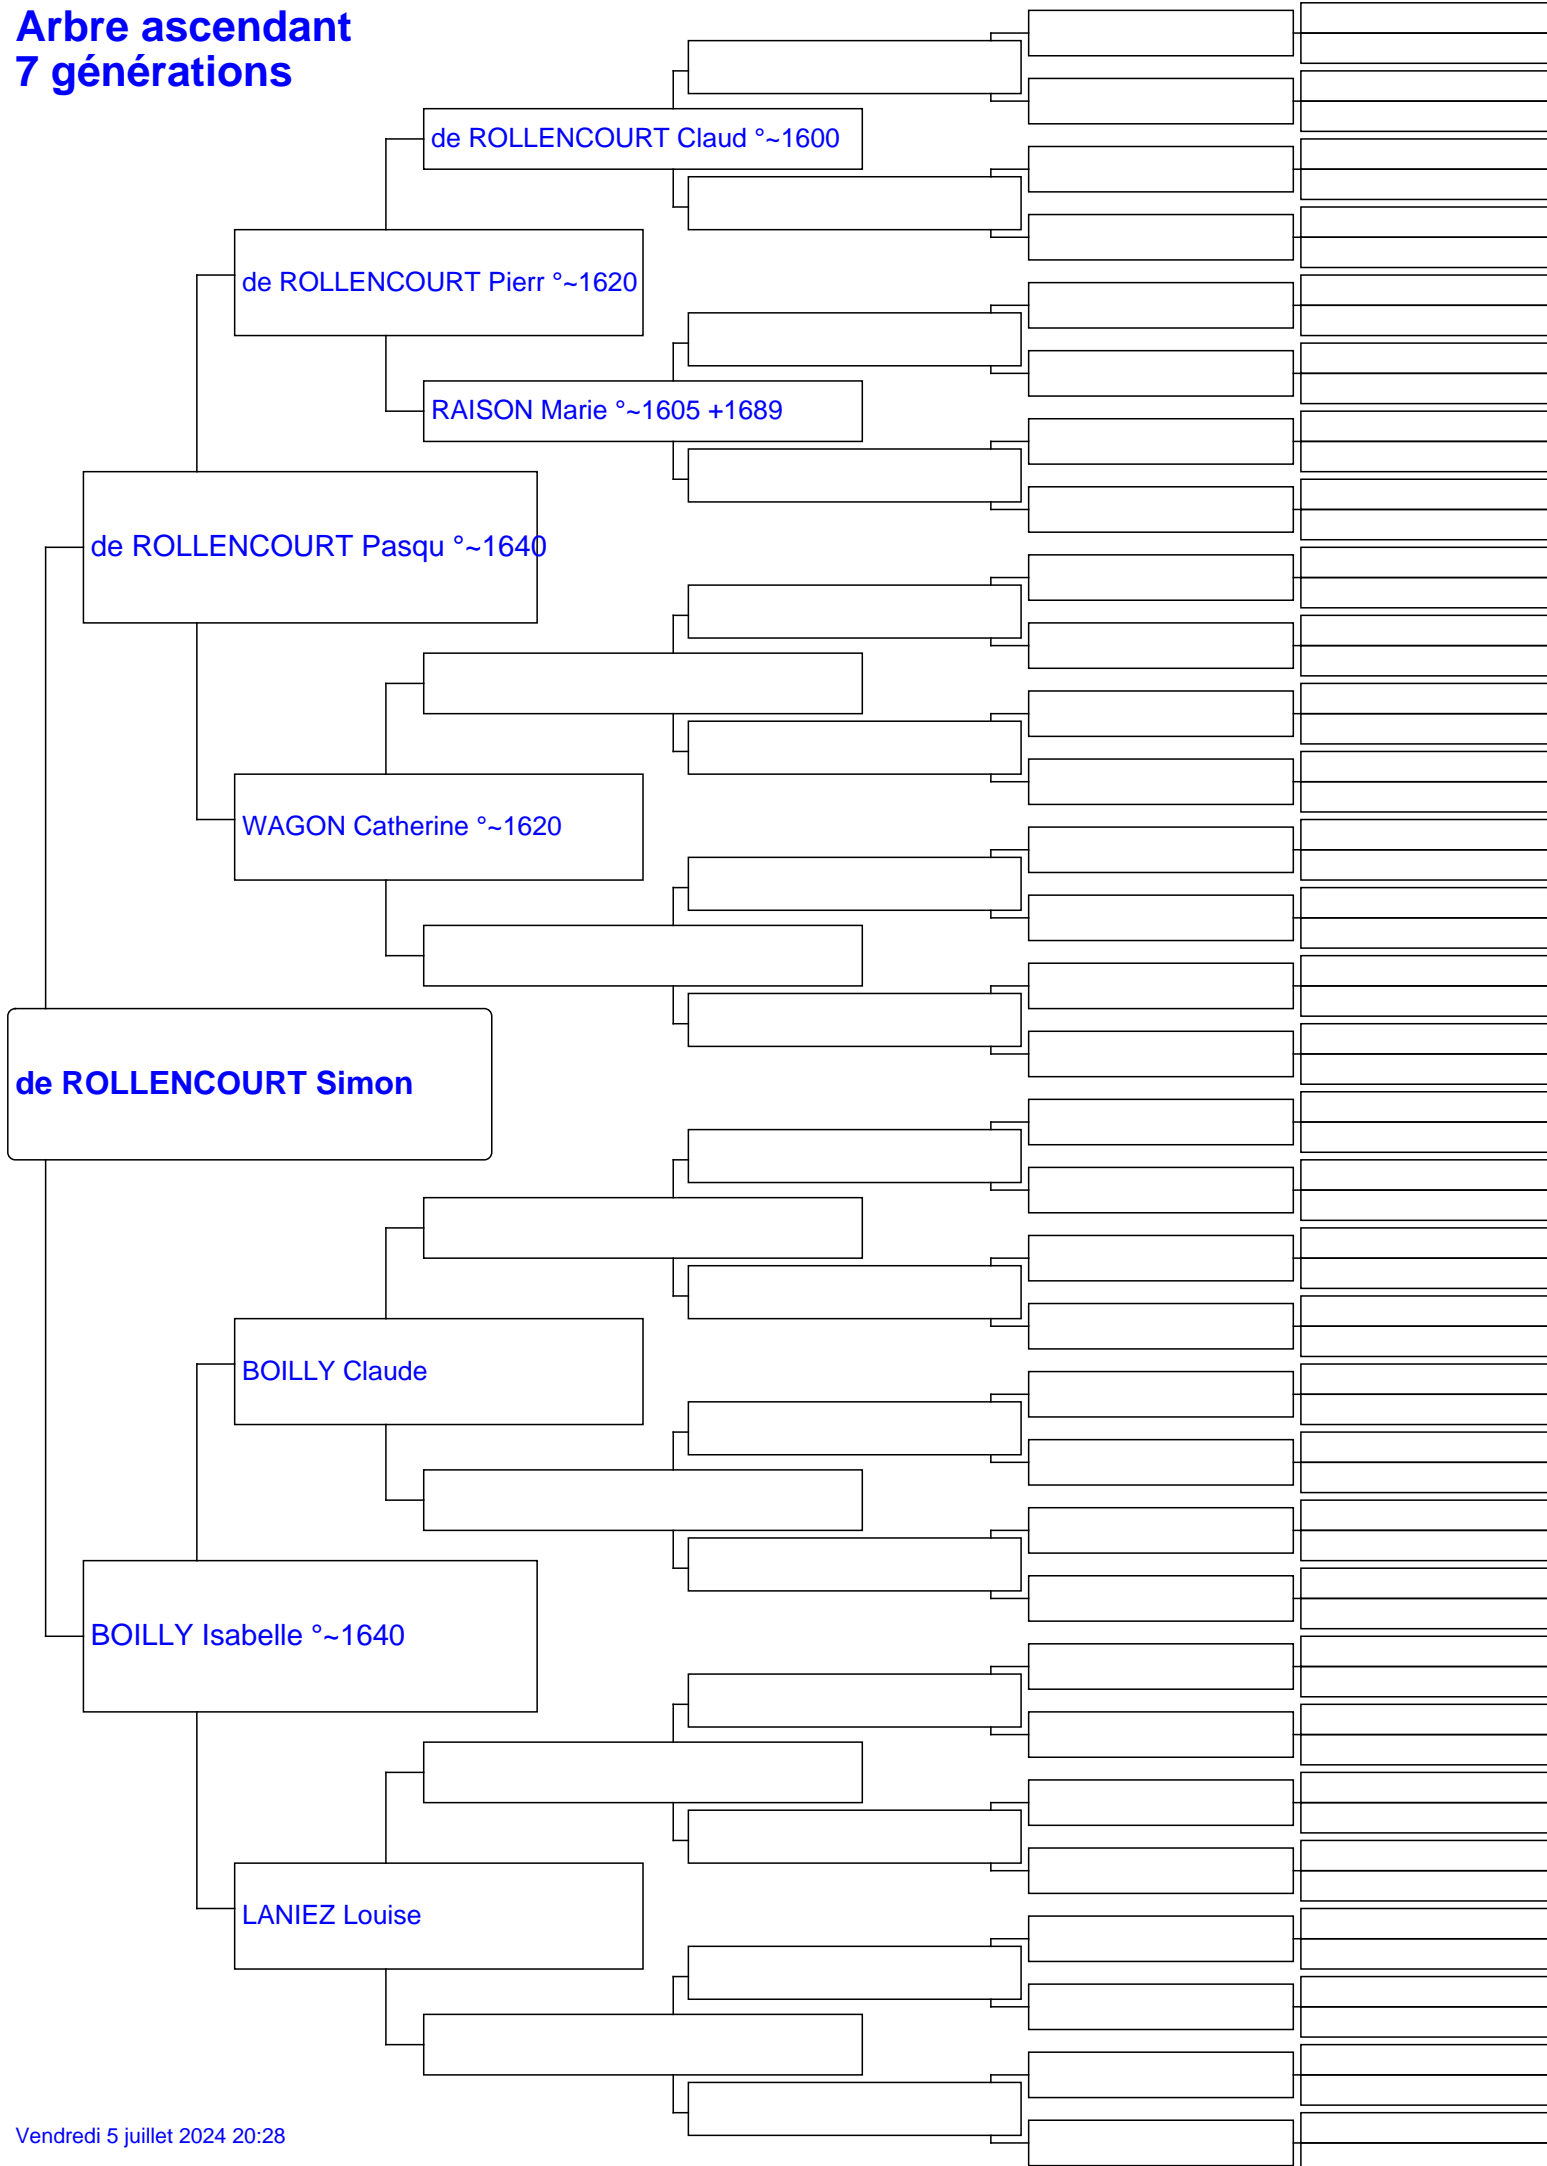 Arbre ascendant
7 générations
de ROLLENCOURT Claud °~1600
de ROLLENCOURT Pierr °~1620
RAISON Marie °~1605 +1689
de ROLLENCOURT Pasqu °~1640
WAGON Catherine °~1620
de ROLLENCOURT Simon
BOILLY Claude
BOILLY Isabelle °~1640
LANIEZ Louise
Vendredi 5 juillet 2024 20:28